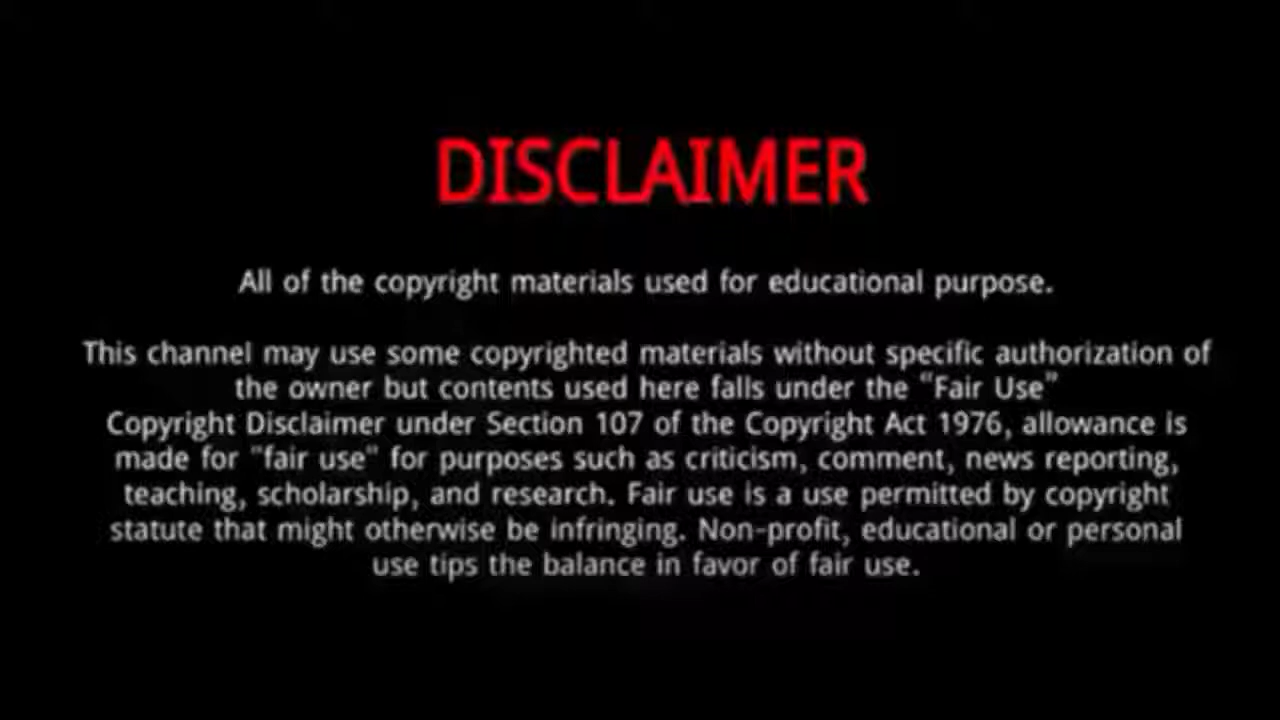 DISCLAIMER
All of the copyright materials used for educational purpose.
This channel may use some copyrighted materials without specific authorization of
the owner but contents used here falls under the “Fair Use”
Copyright Disclaimer under Section 107 of the Copyright Act 1976, allowance is
made for "fair use" for purposes such as criticism, comment, news reporting,
teaching, scholarship, and research. Fair use is a use permitted by copyright
statute that might otherwise be infringing. Non-profit, educational or personal
use tips the balance in favor of fair use.